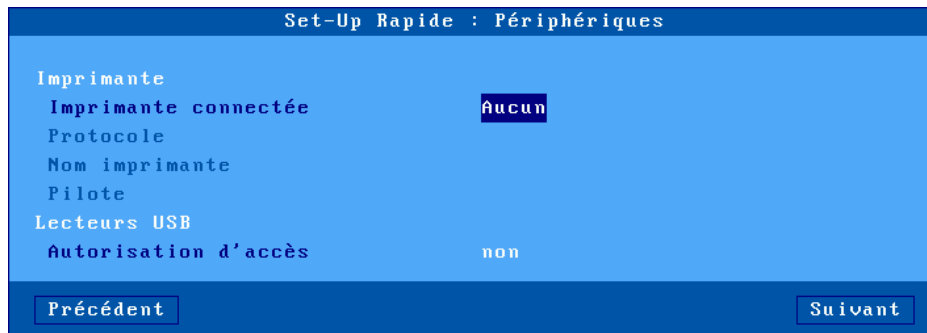 Set-Up Rapide : Périphériques
Imprimante
Imprimante connectée Aucun
Protocole
Nom imprimante
Pilote
Lecteurs USB
Autorisation d'accès non
Précédent Suivant